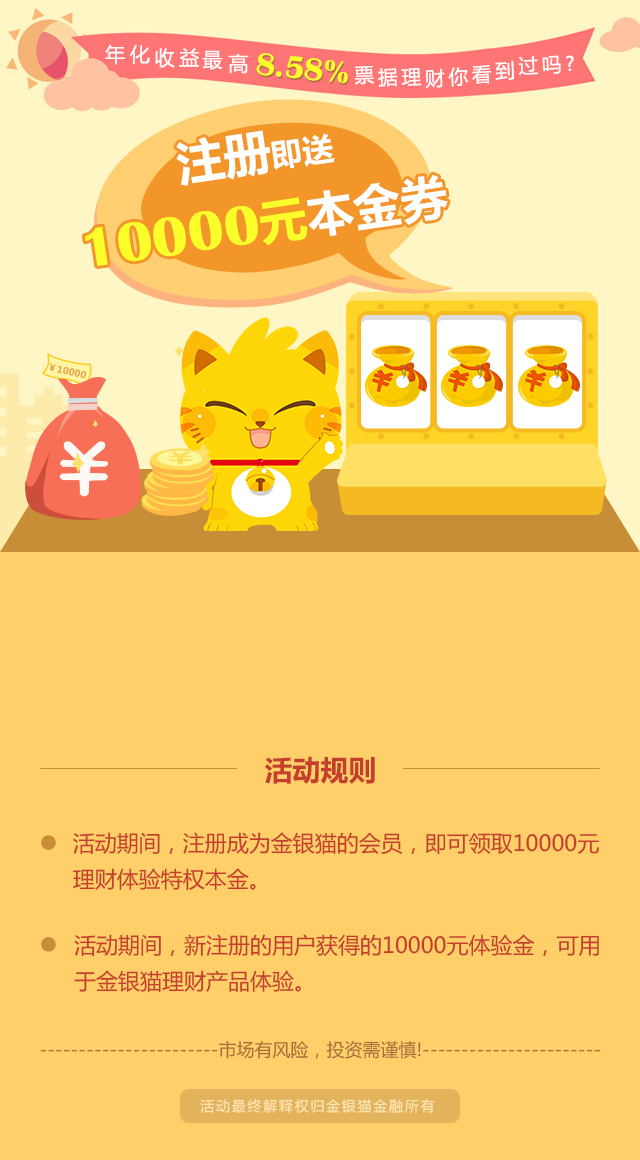 年化收益最高8.58%票据理财你看到过吗?
注册即送
10000元本金券
¥10000
¥
¥
¥ ¥ ¥
活动规则
活动期间，注册成为金银猫的会员，即可领取10000元
理财体验特权本金。
活动期间，新注册的用户获得的10000元体验金，可用
于金银猫理财产品体验。
市场有风险，投资需谨慎!
活动最终解释权归金银猫金融所有